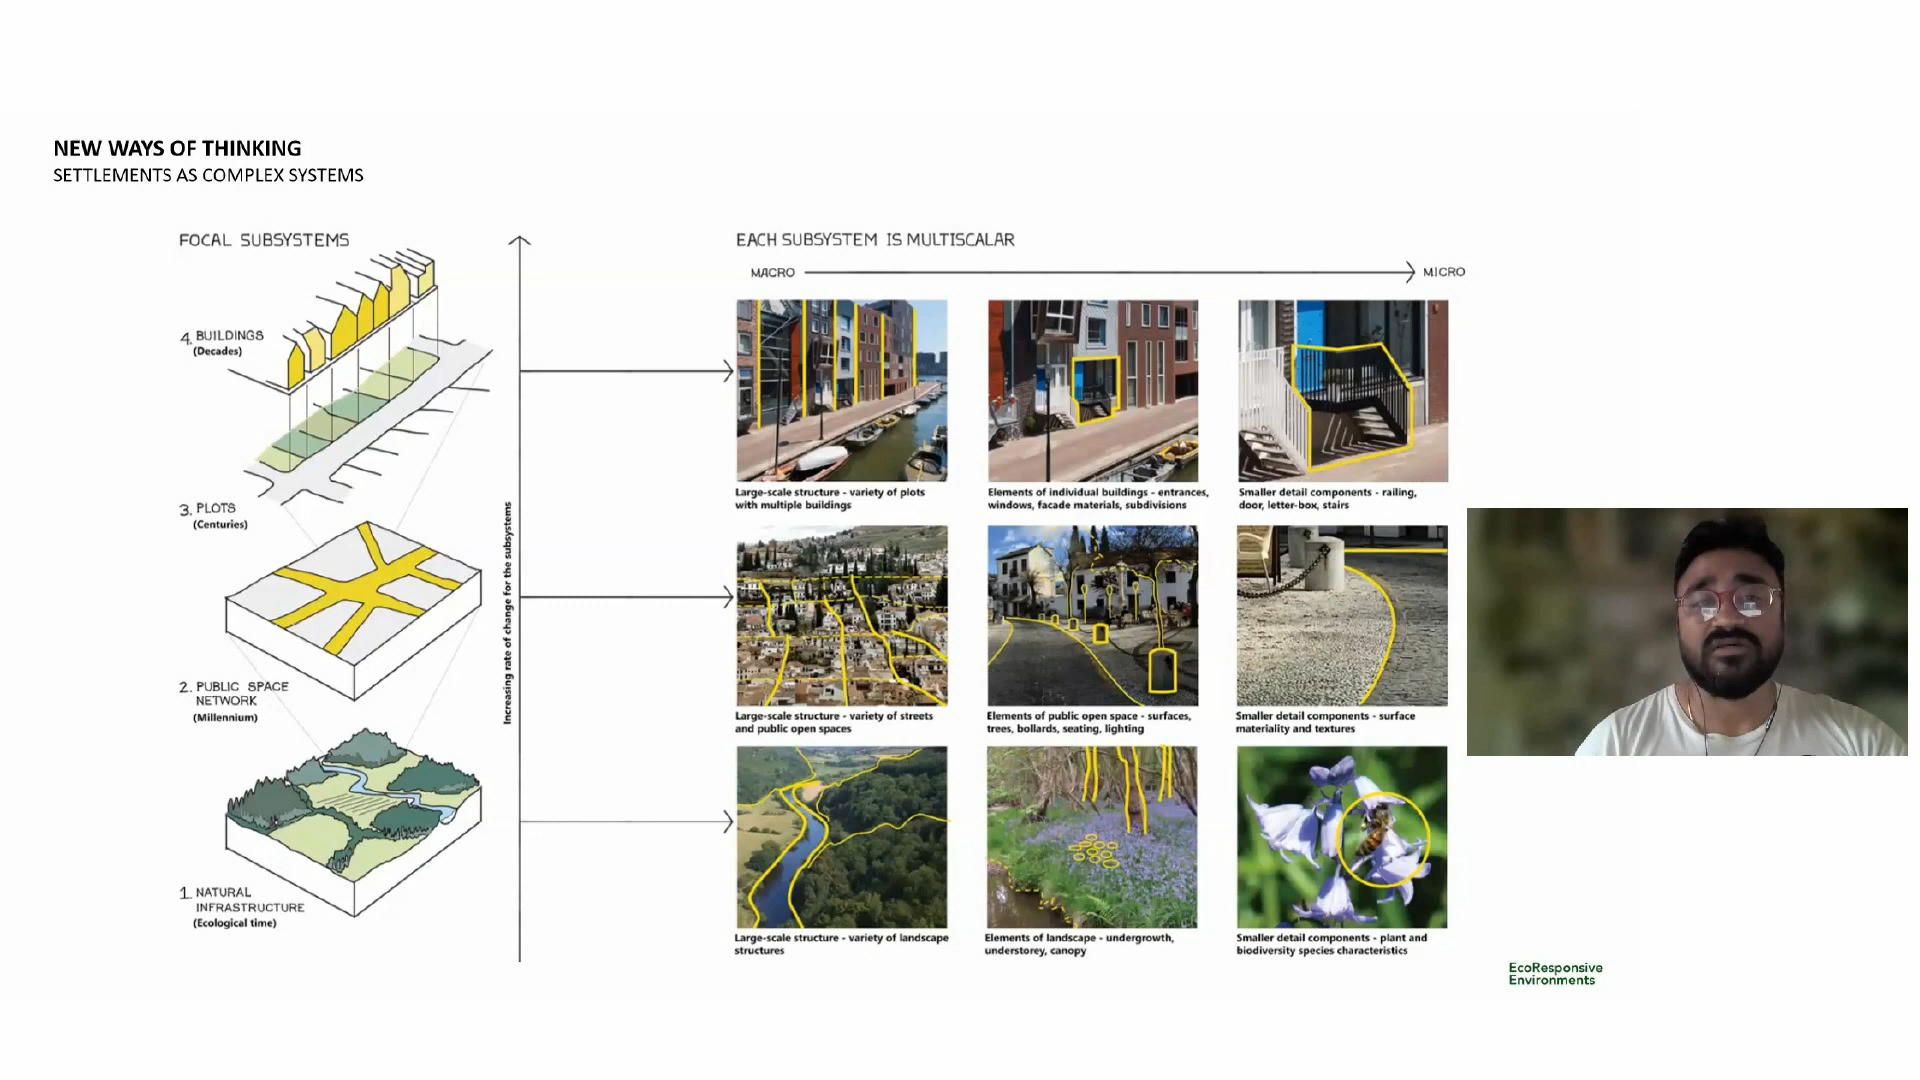 NEW WAYS OF THINKING
SETTLEMENTS AS COMPLEX SYSTEMS
FOCAL SUBSYSTEMS
4. BUILDINGS
(Decades)
3. PLOTS
(Centuries)
2. PUBLIC SPACE
NETWORK
(Millennium)
1. NATURAL
INFRASTRUCTURE
(Ecological time)
Increasing rate of change for the subsystems
EACH SUBSYSTEM IS MULTISCALAR
MACRO
MICRO
Large-scale structure - variety of plots
with multiple buildings
Elements of individual buildings - entrances,
windows, facade materials, subdivisions
Smaller detail components - railing,
door, letter-box, stairs
Large-scale structure - variety of streets
and public open spaces
Elements of public open space - surfaces,
trees, bollards, seating, lighting
Smaller detail components - surface
materiality and textures
Large-scale structure - variety of landscape
structures
Elements of landscape - undergrowth,
understorey, canopy
Smaller detail components - plant and
biodiversity species characteristics
EcoResponsive
Environments